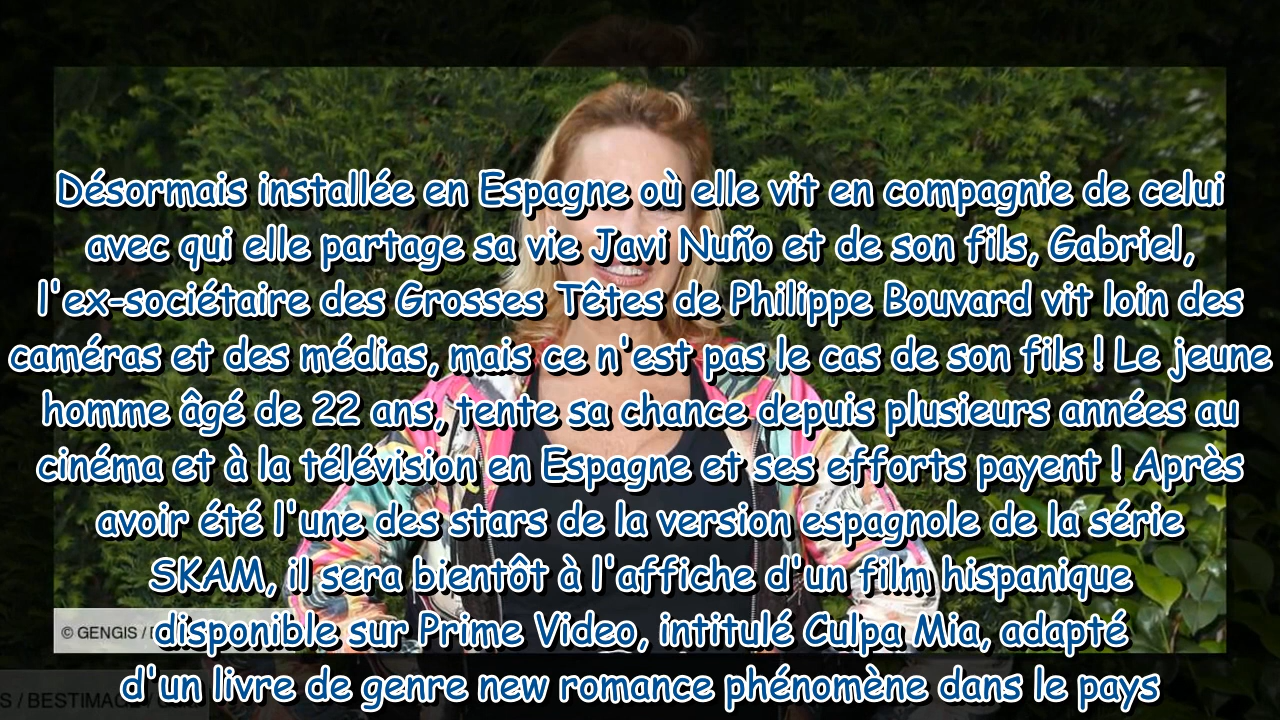 Désormais installée en Espagne où elle vit en compagnie de celui
avec qui elle partage sa vie Javi Nuño et de son fils, Gabriel,
l'ex-sociétaire des Grosses Têtes de Philippe Bouvard vit loin des
caméras et des médias, mais ce n'est pas le cas de son fils ! Le jeune
homme âgé de 22 ans, tente sa chance depuis plusieurs années au
cinéma et à la télévision en Espagne et ses efforts payent ! Après
avoir été l'une des stars de la version espagnole de la série
SKAM, il sera bientôt à l'affiche d'un film hispanique
© GENGIS /
disponible sur Prime Video, intitulé Culpa Mia, adapté
d'un livre de genre new romance phénomène dans le pays
S / BESTIMAGE /